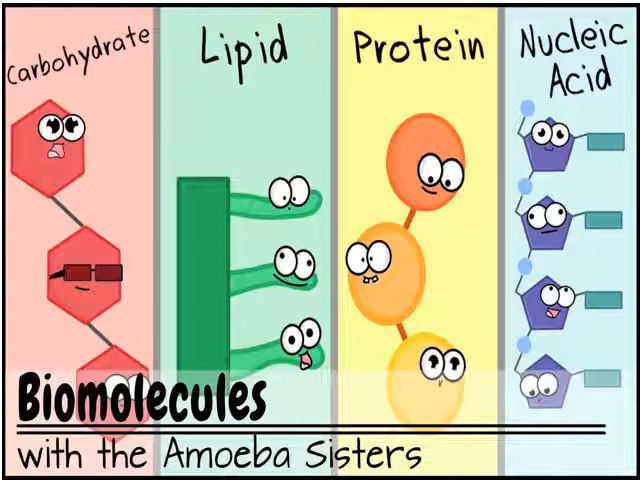 Carbohydrate
Lipid
Protein
Nucleic
Acid
Biomolecules
with the Amoeba Sisters